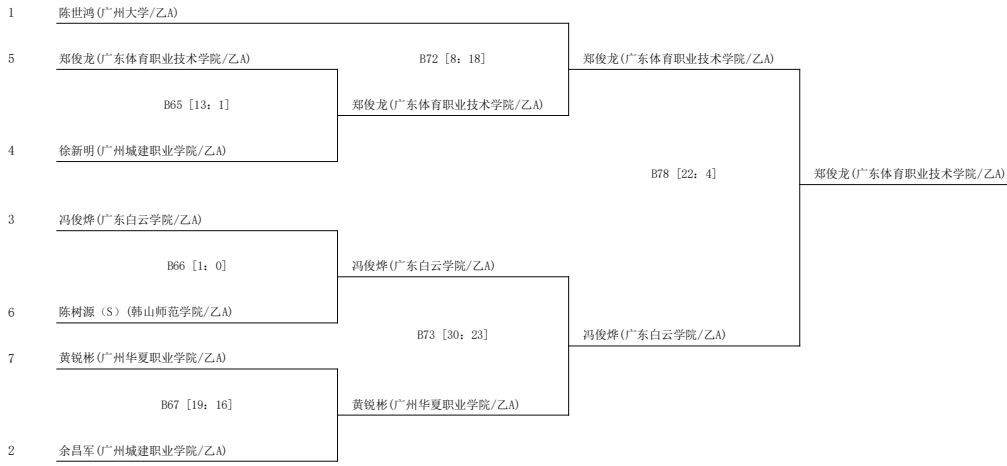 1 陈世鸿(广州大学/乙A)
5 郑俊龙(广东体育职业技术学院/乙A) B72 [8: 18] 郑俊龙(广东体育职业技术学院/乙A)
B65 [13: 1] 郑俊龙(广东体育职业技术学院/乙A)
4 徐新明(广州城建职业学院/乙A)
B78 [22: 4] 郑俊龙(广东体育职业技术学院/乙A)
3 冯俊烨(广东白云学院/乙A)
B66 [1: 0] 冯俊烨(广东白云学院/乙A)
6 陈树源（S）(韩山师范学院/乙A)
B73 [30: 23] 冯俊烨(广东白云学院/乙A)
7 黄锐彬(广州华夏职业学院/乙A)
B67 [19: 16] 黄锐彬(广州华夏职业学院/乙A)
2 余昌军(广州城建职业学院/乙A)